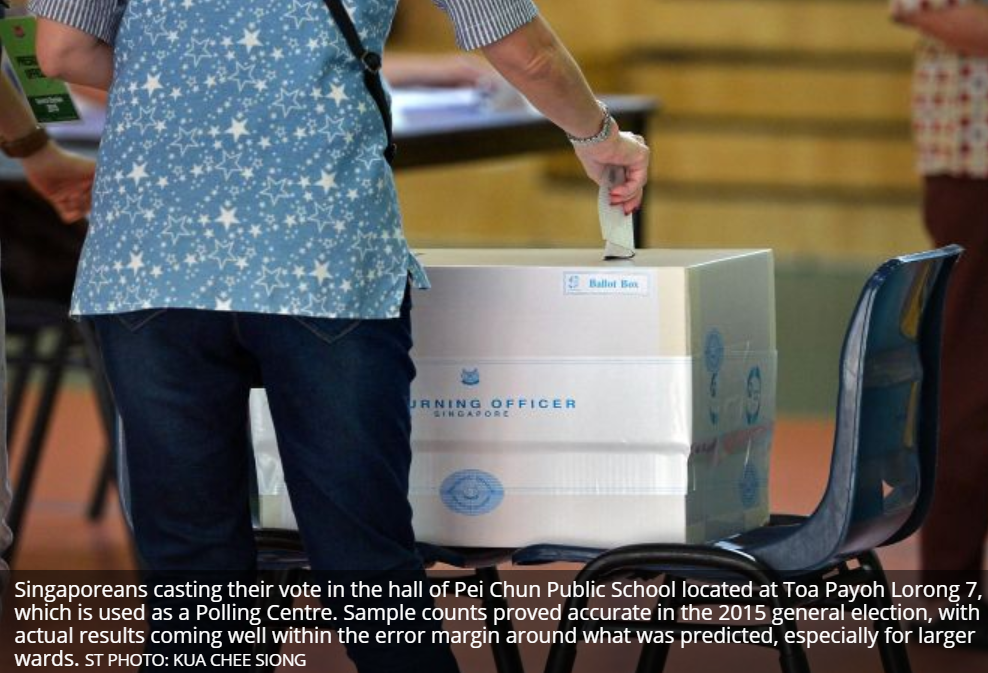 Ballot Box
URNING OFFICER
SINGAPORE
Singaporeans casting their vote in the hall of Pei Chun Public School located at Toa Payoh Lorong 7,
which is used as a Polling Centre. Sample counts proved accurate in the 2015 general election, with
actual results coming well within the error margin around what was predicted, especially for larger
wards. ST PHOTO: KUA CHEE SIONG